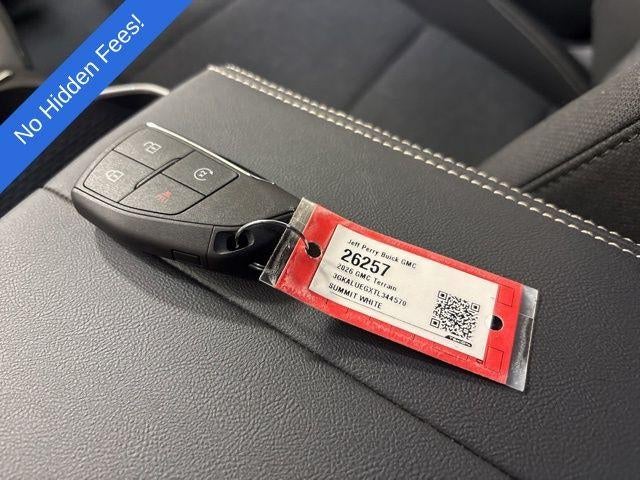 No Hidden Fees!
Jeff Perry Buick GMC
26257
2026 GMC Terrain
3GKALUEGXTL344570
SUMMIT WHITE